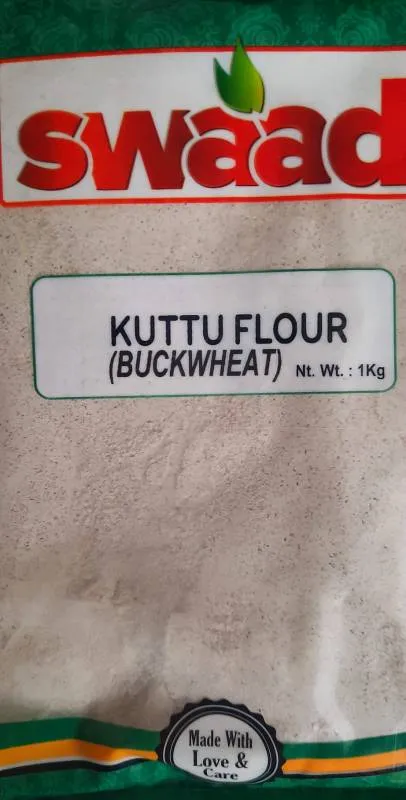 swaad
KUTTU FLOUR
(BUCKWHEAT) Nt. Wt. : 1Kg
Made With
Love &
Care